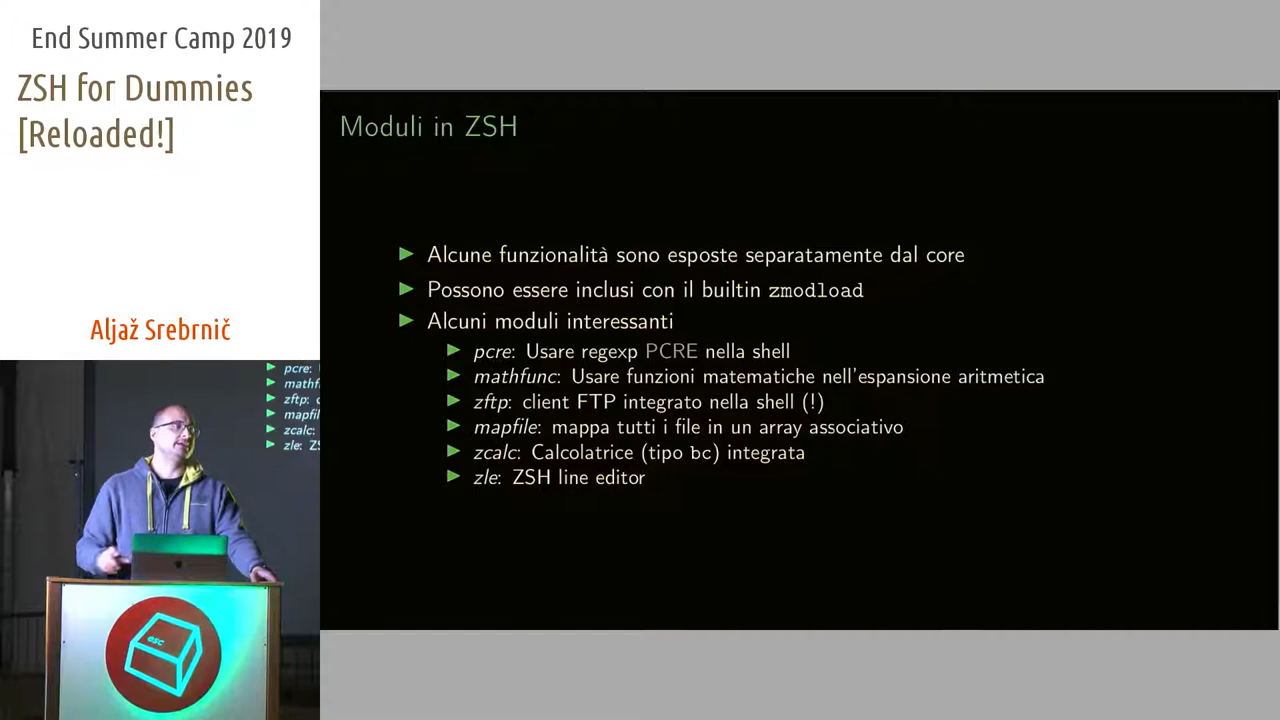 End Summer Camp 2019
ZSH for Dummies
[Reloaded!]
Aljaž Srebrnič
Moduli in ZSH
Alcune funzionalità sono esposte separatamente dal core
Possono essere inclusi con il builtin zmodload
Alcuni moduli interessanti
pcre: Usare regexp PCRE nella shell
mathfunc: Usare funzioni matematiche nell'espansione aritmetica
zftp: client FTP integrato nella shell (!)
mapfile: mappa tutti i file in un array associativo
zcalc: Calcolatrice (tipo bc) integrata
zle: ZSH line editor
pcre:
mathfu
zftp: c
mapfil
zcalc:
zle: ZS
esc